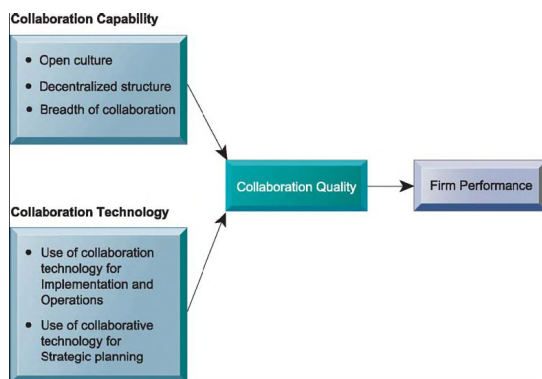 Collaboration Capability
• Open culture
• Decentralized structure
• Breadth of collaboration
Collaboration Quality
Firm Performance
Collaboration Technology
• Use of collaboration
technology for
Implementation and
Operations
• Use of collaborative
technology for
Strategic planning